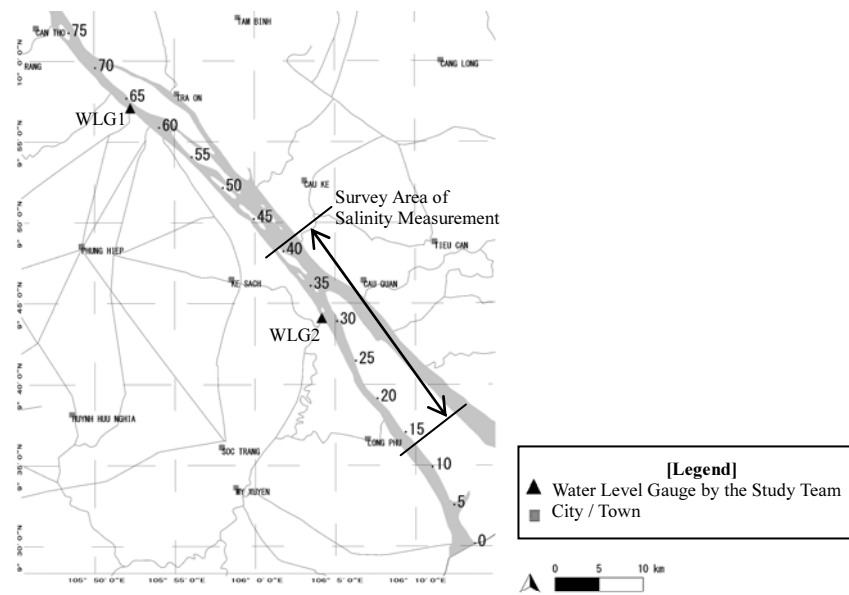 TAM BINH
CAN THO
.75
CANG LONG
RANG
.70
.65
TRA ON
WLG1
.60
.55
.50
CAU KE
Survey Area of
Salinity Measurement
.45
.40
TIEU CAN
PHUNG HIEP
KE SACH
.35
CAU QUAN
WLG2
.30
.25
.20
HUYNH HUU NGHIA
.15
LONG PHU
SOC TRANG
.10
MY XUYEN
.5
.0
105° 50'0"E
105° 55'0"E
106° 0'0"E
106° 5'0"E
106° 10'0"E
[Legend]
Water Level Gauge by the Study Team
City / Town
0 5 10 km